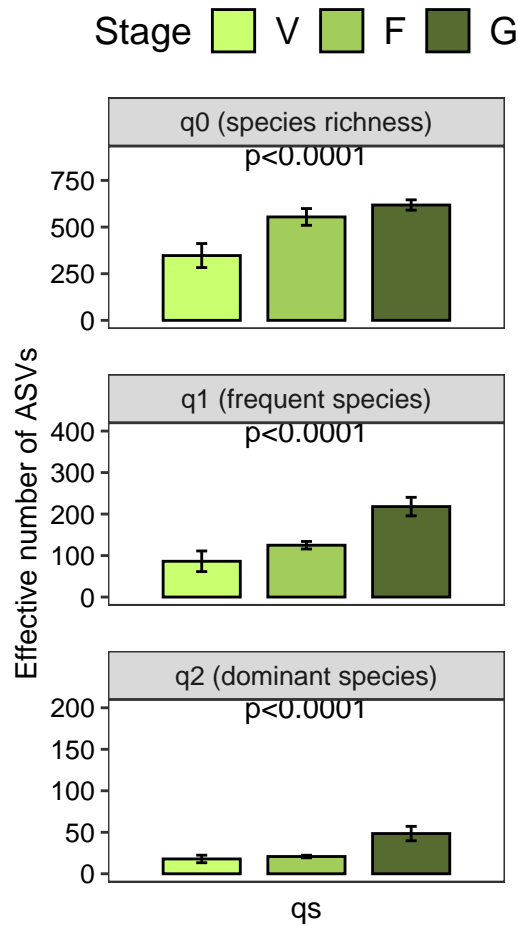 Stage V F G
q0 (species richness)
p<0.0001
750
500
250
0
q1 (frequent species)
p<0.0001
400
300
200
100
0
q2 (dominant species)
p<0.0001
200
150
100
50
0
Effective number of ASVs
qs